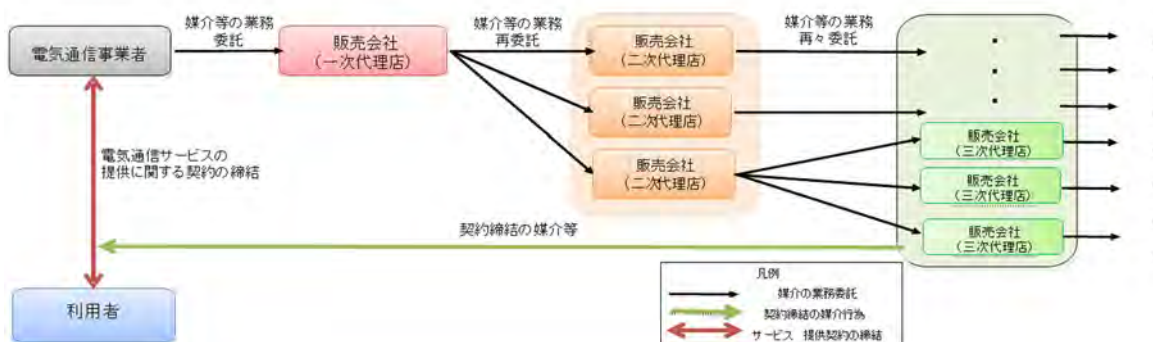 電気通信事業者
媒介等の業務
委託
販売会社
(一次代理店)
媒介等の業務
再委託
販売会社
(二次代理店)
販売会社
(二次代理店)
販売会社
(二次代理店)
媒介等の業務
再々委託
・
・
・
販売会社
(三次代理店)
販売会社
(三次代理店)
販売会社
(三次代理店)
電気通信サービスの
提供に関する契約の締結
契約締結の媒介等
利用者
凡例
媒介の業務委託
契約締結の媒介行為
サービス 提供契約の締結